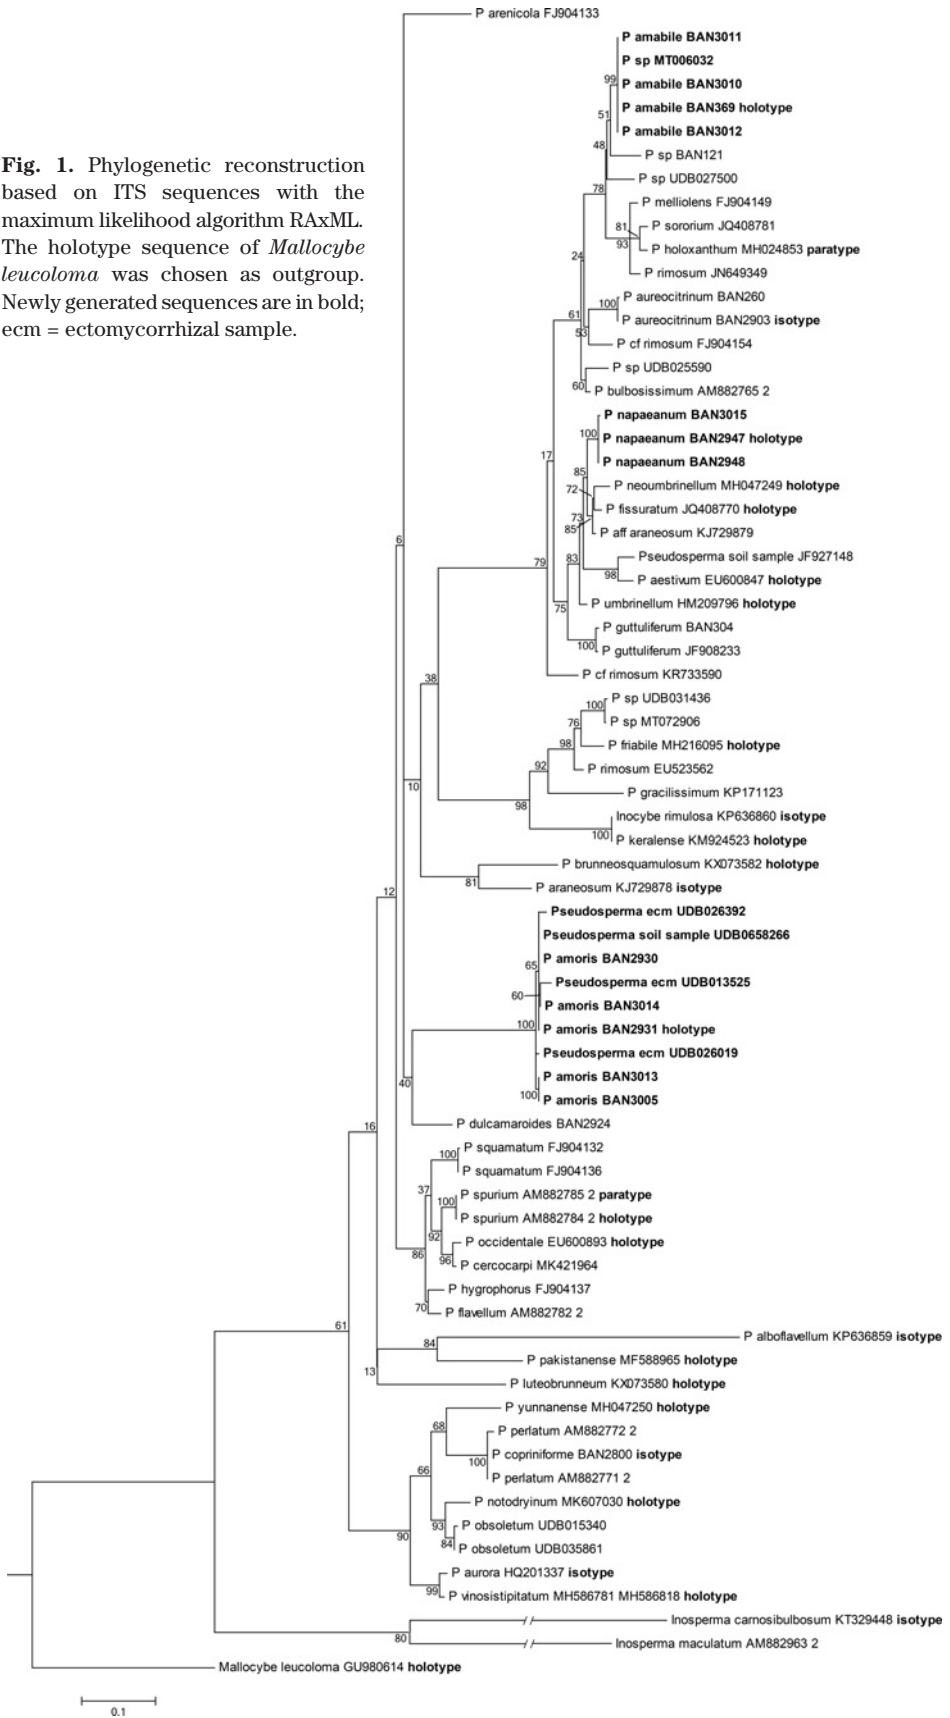 Fig. 1. Phylogenetic reconstruction
based on ITS sequences with the
maximum likelihood algorithm RAxML.
The holotype sequence of Mallocybe
leucoloma was chosen as outgroup.
Newly generated sequences are in bold;
ecm = ectomycorrhizal sample.
P arenicola FJ904133
P amabile BAN3011
P sp MT006032
99
P amabile BAN3010
P amabile BAN369 holotype
51
P amabile BAN3012
48
P sp BAN121
P sp UDB027500
78
P melliolens FJ904149
81
P sororium JQ408781
93
P holoxanthum MH024853 paratype
24
P rimosum JN649349
P aureocitrinum BAN260
100
61
P aureocitrinum BAN2903 isotype
53
P cf rimosum FJ904154
P sp UDB025590
60
P bulbosissimum AM882765 2
P napaeanum BAN3015
100
P napaeanum BAN2947 holotype
17
P napaeanum BAN2948
85
P neoumbrinellum MH047249 holotype
72
P fissuratum JQ408770 holotype
73
85
P aff araneosum KJ729879
6
83
Pseudosperma soil sample JF927148
79
98
P aestivum EU600847 holotype
75
P umbrinellum HM209796 holotype
P guttuliferum BAN304
100
P guttuliferum JF908233
38
P cf rimosum KR733590
P sp UDB031436
100
76
P sp MT072906
98
P friabile MH216095 holotype
92
P rimosum EU523562
10
P gracilissimum KP171123
98
Inocybe rimulosa KP636860 isotype
100
P keralense KM924523 holotype
P brunneosquamulosum KX073582 holotype
81
12
P araneosum KJ729878 isotype
Pseudosperma ecm UDB026392
Pseudosperma soil sample UDB0658266
65
P amoris BAN2930
Pseudosperma ecm UDB013525
60
P amoris BAN3014
100
P amoris BAN2931 holotype
Pseudosperma ecm UDB026019
40
P amoris BAN3013
100
P amoris BAN3005
16
P dulcamaroides BAN2924
P squamatum FJ904132
100
P squamatum FJ904136
37
P spurium AM882785 2 paratype
100
P spurium AM882784 2 holotype
92
P occidentale EU600893 holotype
86
96
P cercocarpi MK421964
P hygrophorus FJ904137
70
P flavellum AM882782 2
61
P alboflavellum KP636859 isotype
84
P pakistanense MF588965 holotype
13
P luteobrunneum KX073580 holotype
P yunnanense MH047250 holotype
68
P perlatum AM882772 2
P copriniforme BAN2800 isotype
100
66
P perlatum AM882771 2
P notodryinum MK607030 holotype
93
P obsoletum UDB015340
90
84
P obsoletum UDB035861
P aurora HQ201337 isotype
99
P vinosistipitatum MH586781 MH586818 holotype
Inosperma carnosibulbosum KT329448 isotype
80
Inosperma maculatum AM882963 2
Mallocybe leucoloma GU980614 holotype
0.1